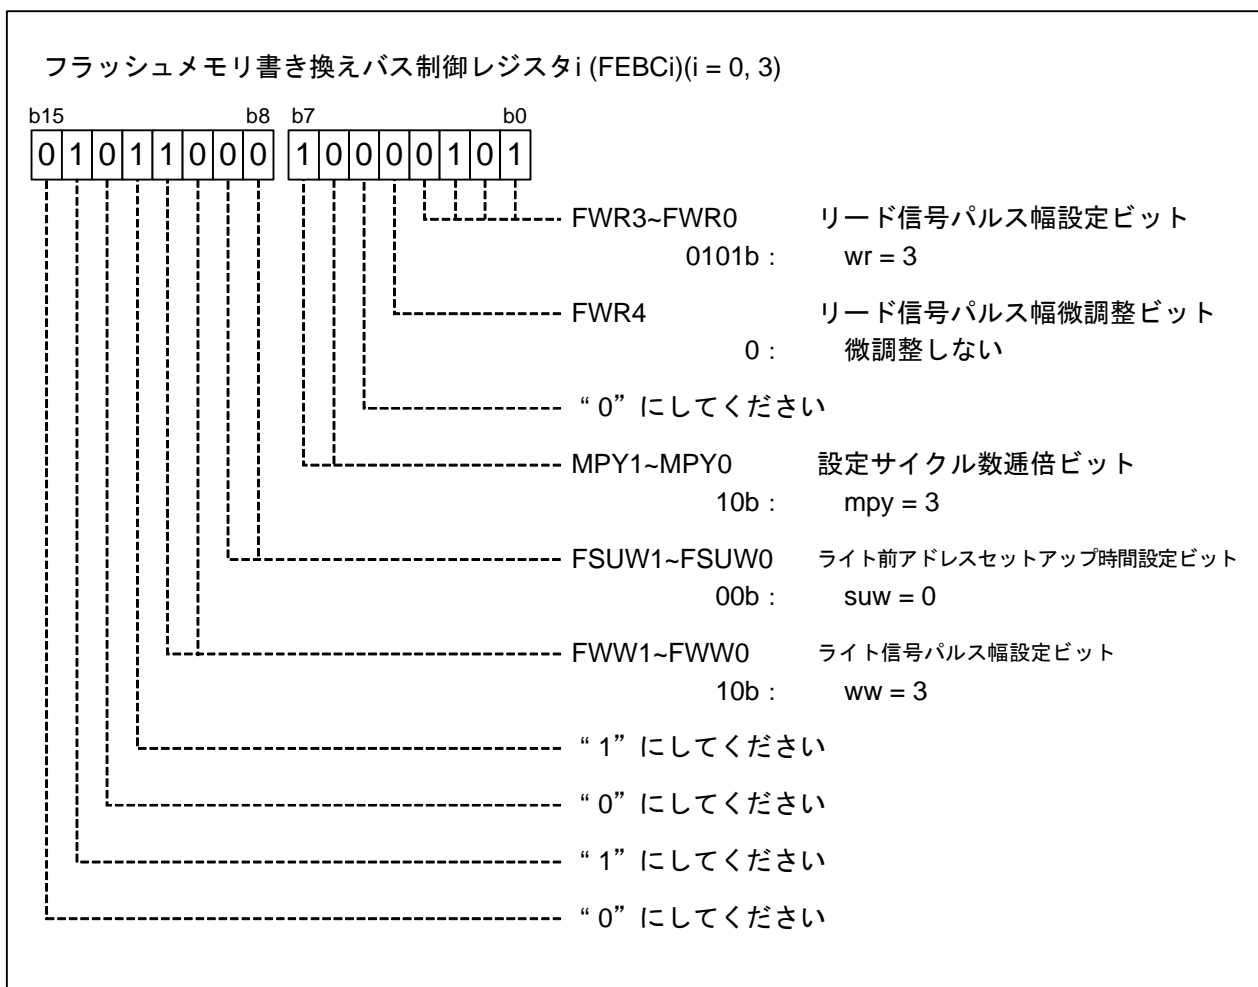 フラッシュメモリ書き換えバス制御レジスタi (FEBCi)(i = 0, 3)
b15 b8 b7 b0
0 1 0 1 1 0 0 0 1 0 0 0 0 1 0 1
FWR3~FWR0 リード信号パルス幅設定ビット
0101b : wr = 3
FWR4 リード信号パルス幅微調整ビット
0 : 微調整しない
“0”にしてください
MPY1~MPY0 設定サイクル数逓倍ビット
10b : mpy = 3
FSUW1~FSUW0 ライト前アドレスセットアップ時間設定ビット
00b : suw = 0
FWW1~FWW0 ライト信号パルス幅設定ビット
10b : ww = 3
“1”にしてください
“0”にしてください
“1”にしてください
“0”にしてください